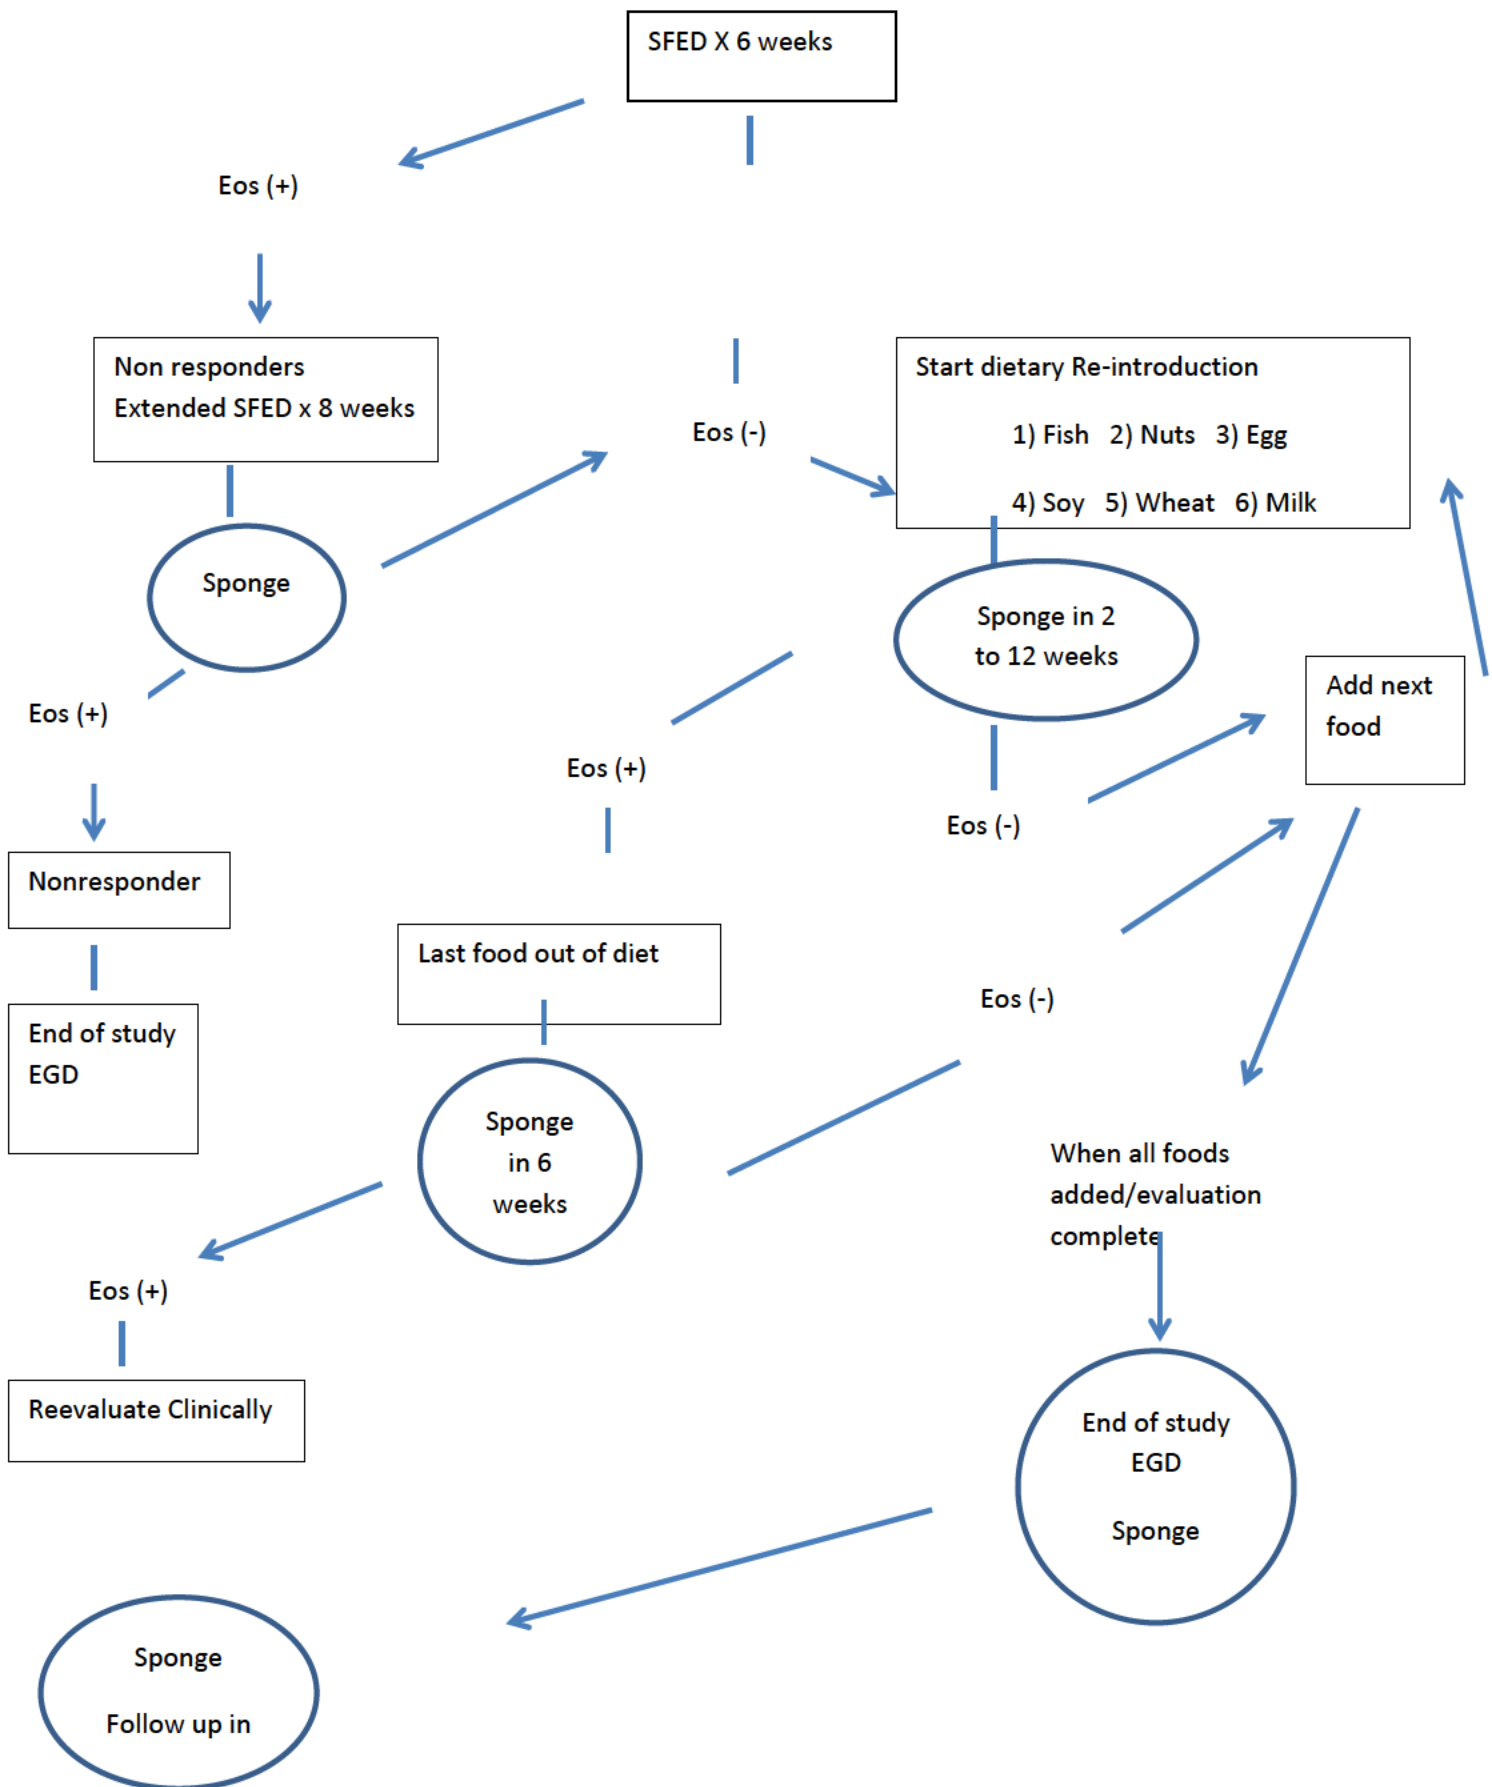 SFED X 6 weeks
Eos (+)
Non responders
Extended SFED x 8 weeks
Start dietary Re-introduction
1) Fish 2) Nuts 3) Egg
4) Soy 5) Wheat 6) Milk
Eos (-)
Sponge
Sponge in 2
to 12 weeks
Add next
food
Eos (+)
Eos (+)
Eos (-)
Nonresponder
Last food out of diet
Eos (-)
End of study
EGD
Sponge
in 6
weeks
When all foods
added/evaluation
complete
Eos (+)
Reevaluate Clinically
End of study
EGD
Sponge
Sponge
Follow up in